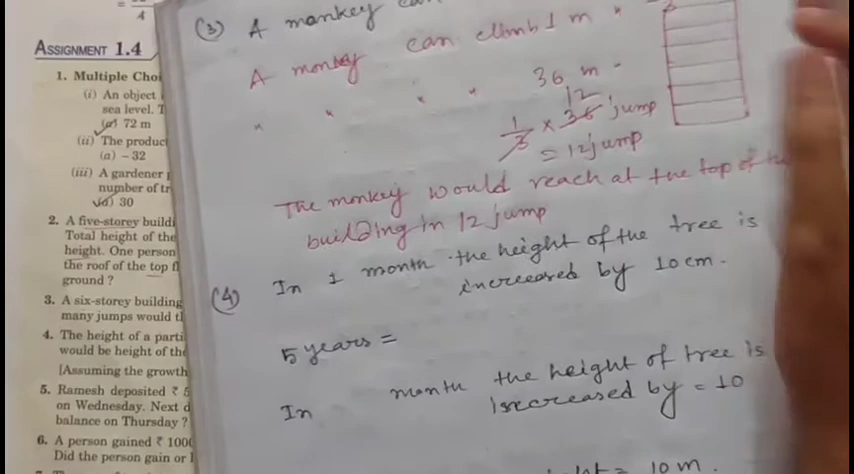 4
ASSIGNMENT 1.4
1. Multiple Choi
(i) An object
sea level. T
(a) 72 m
(ii) The product
(a) – 32
(iii) A gardener
number of tr
30
2. A five-storey buildi
Total height of the
height. One person
the roof of the top fl
ground ?
3. A six-storey building
many jumps would t
4. The height of a parti
would be height of the
[Assuming the growth
5. Ramesh deposited ₹ 5
on Wednesday. Next d
balance on Thursday ?
6. A person gained ₹ 100
Did the person gain or
(3) A monkey can
A monkey can climb 1 m "
" " " " 36 m -
12
1/3 × 36 jump
= 12 jump
The monkey would reach at the top of the
building in 12 jump
(4) In 1 month the height of the tree is
increased by 10 cm.
5 years =
In month the height of tree is
increased by = 10
= 10 m.